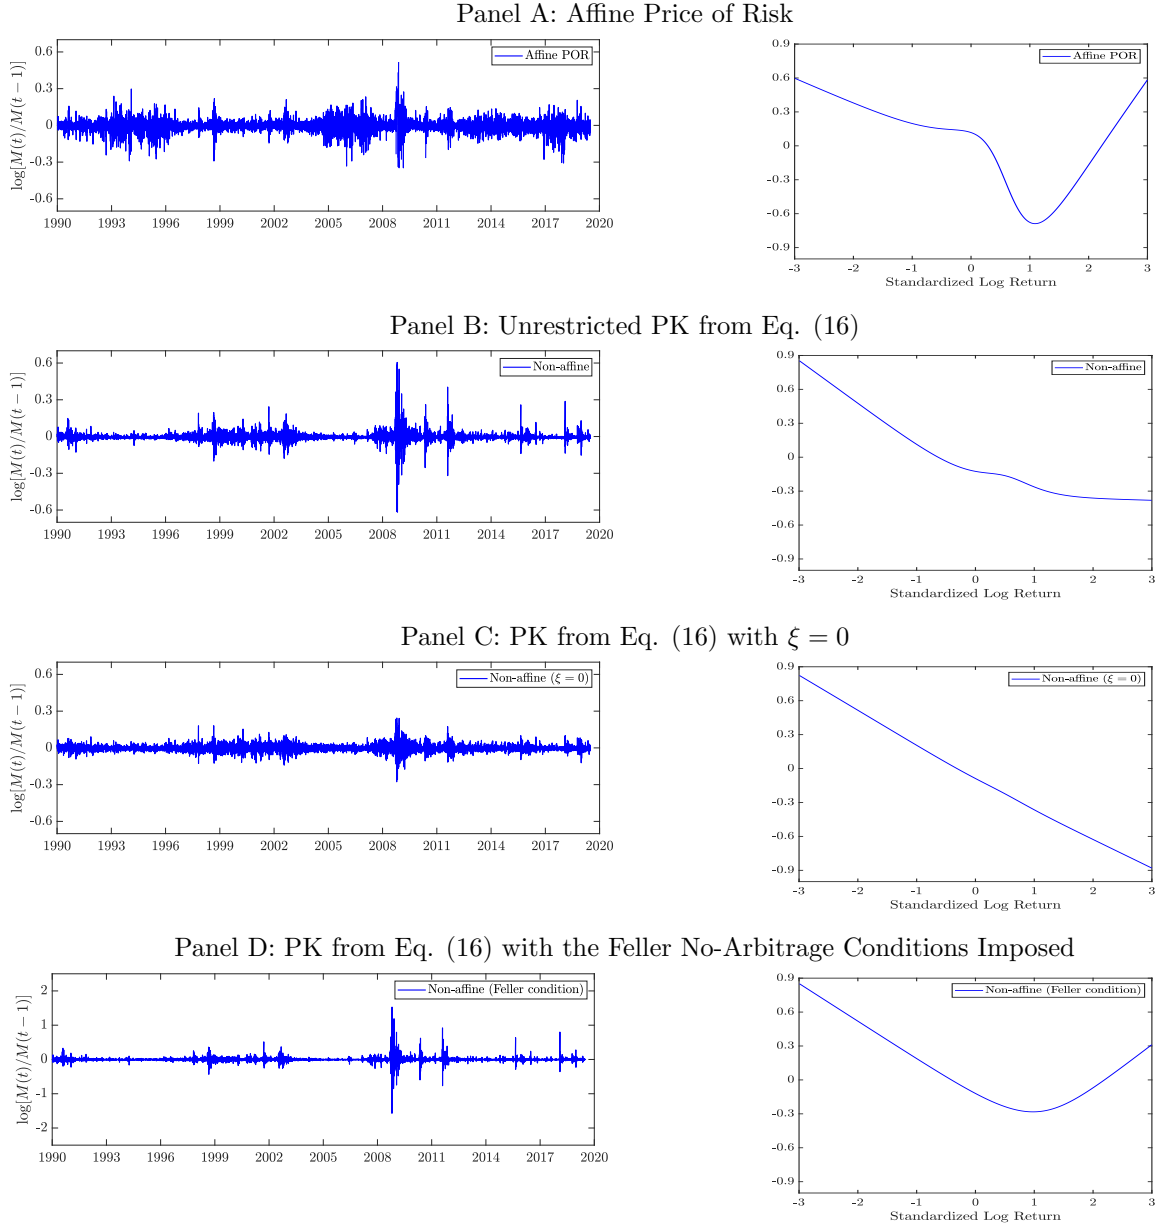 Panel A: Affine Price of Risk
log[M(t)/M(t − 1)]
0.6
0.3
0
-0.3
-0.6
1990 1993 1996 1999 2002 2005 2008 2011 2014 2017 2020
Affine POR
0.9
0.6
0.3
0
-0.3
-0.6
-0.9
-3 -2 -1 0 1 2 3
Standardized Log Return
Affine POR
Panel B: Unrestricted PK from Eq. (16)
log[M(t)/M(t − 1)]
0.6
0.3
0
-0.3
-0.6
1990 1993 1996 1999 2002 2005 2008 2011 2014 2017 2020
Non-affine
0.9
0.6
0.3
0
-0.3
-0.6
-0.9
-3 -2 -1 0 1 2 3
Standardized Log Return
Non-affine
Panel C: PK from Eq. (16) with ξ = 0
log[M(t)/M(t − 1)]
0.6
0.3
0
-0.3
-0.6
1990 1993 1996 1999 2002 2005 2008 2011 2014 2017 2020
Non-affine (ξ = 0)
0.9
0.6
0.3
0
-0.3
-0.6
-0.9
-3 -2 -1 0 1 2 3
Standardized Log Return
Non-affine (ξ = 0)
Panel D: PK from Eq. (16) with the Feller No-Arbitrage Conditions Imposed
log[M(t)/M(t − 1)]
2
1
0
-1
-2
1990 1993 1996 1999 2002 2005 2008 2011 2014 2017 2020
Non-affine (Feller condition)
0.9
0.6
0.3
0
-0.3
-0.6
-0.9
-3 -2 -1 0 1 2 3
Standardized Log Return
Non-affine (Feller condition)